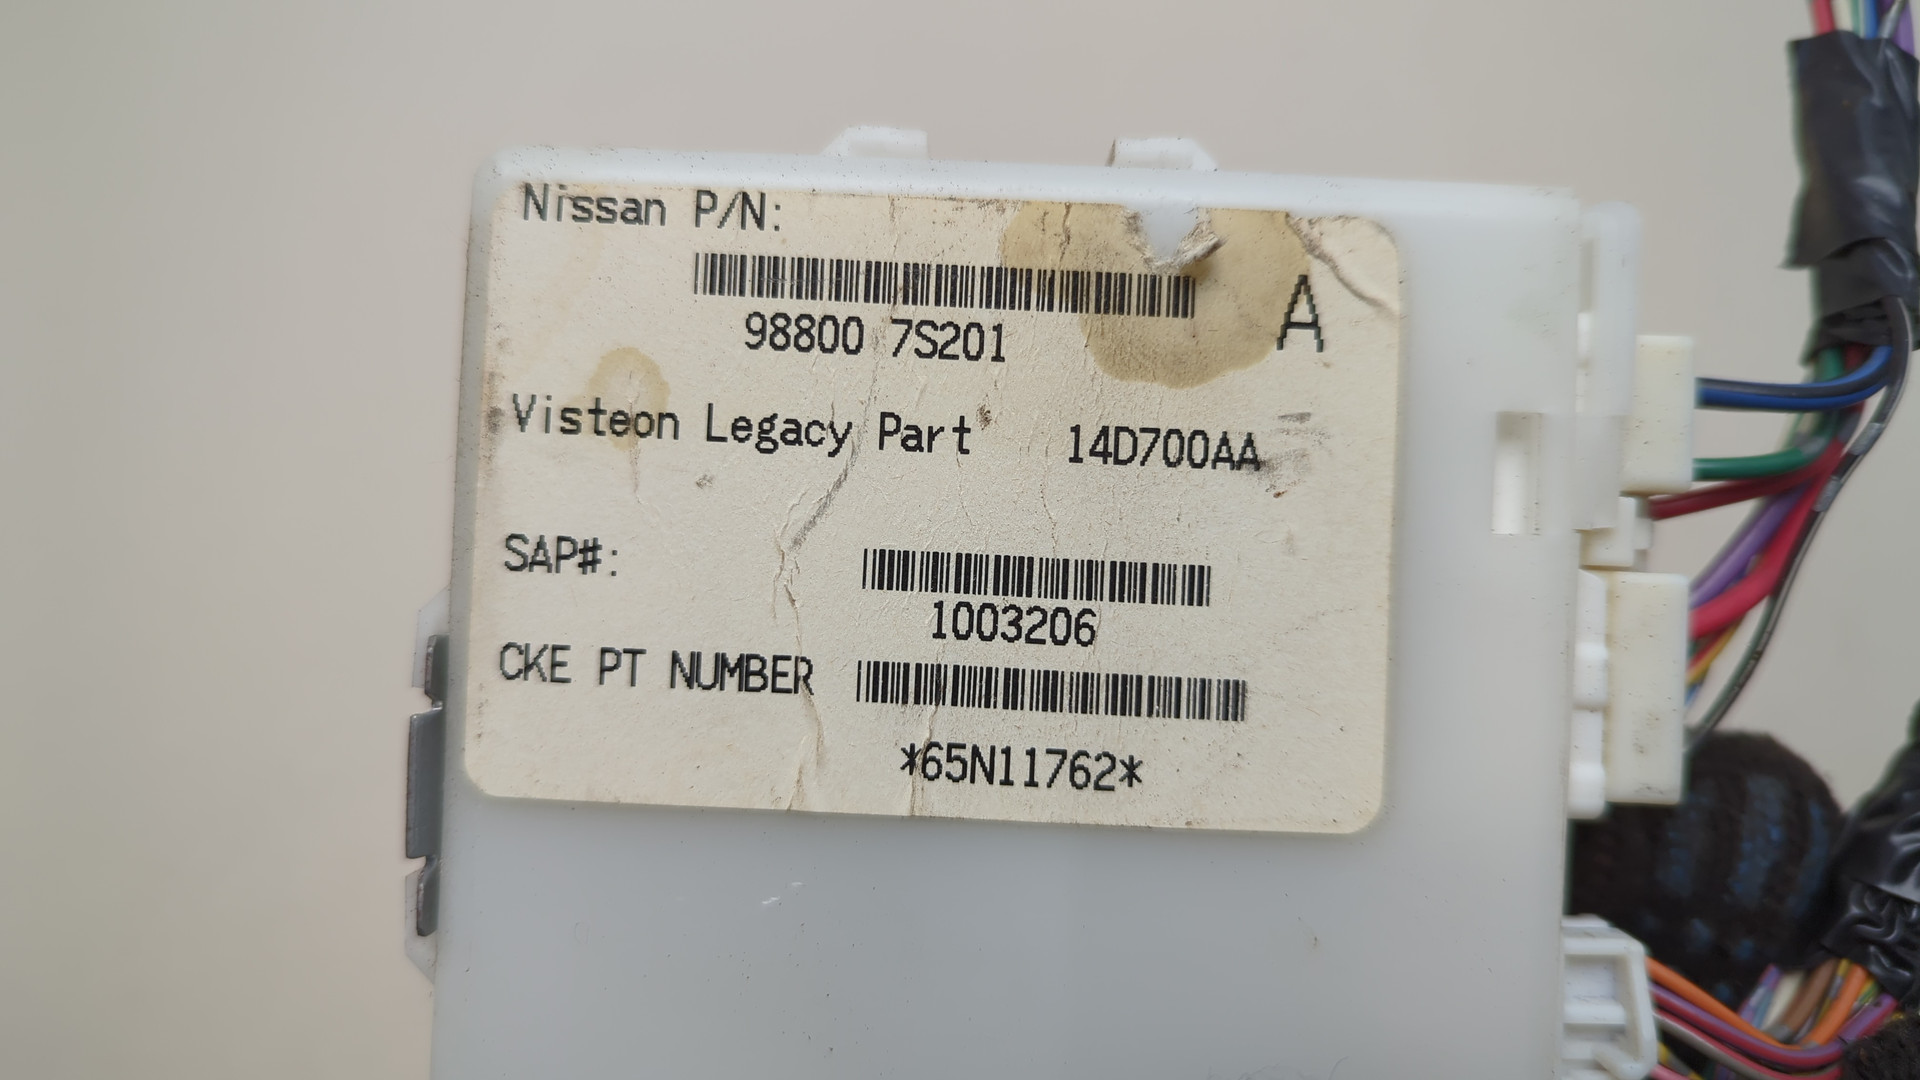 Nissan P/N:
98800 7S201 A
Visteon Legacy Part 14D700AA
SAP#:
1003206
CKE PT NUMBER
*65N11762*